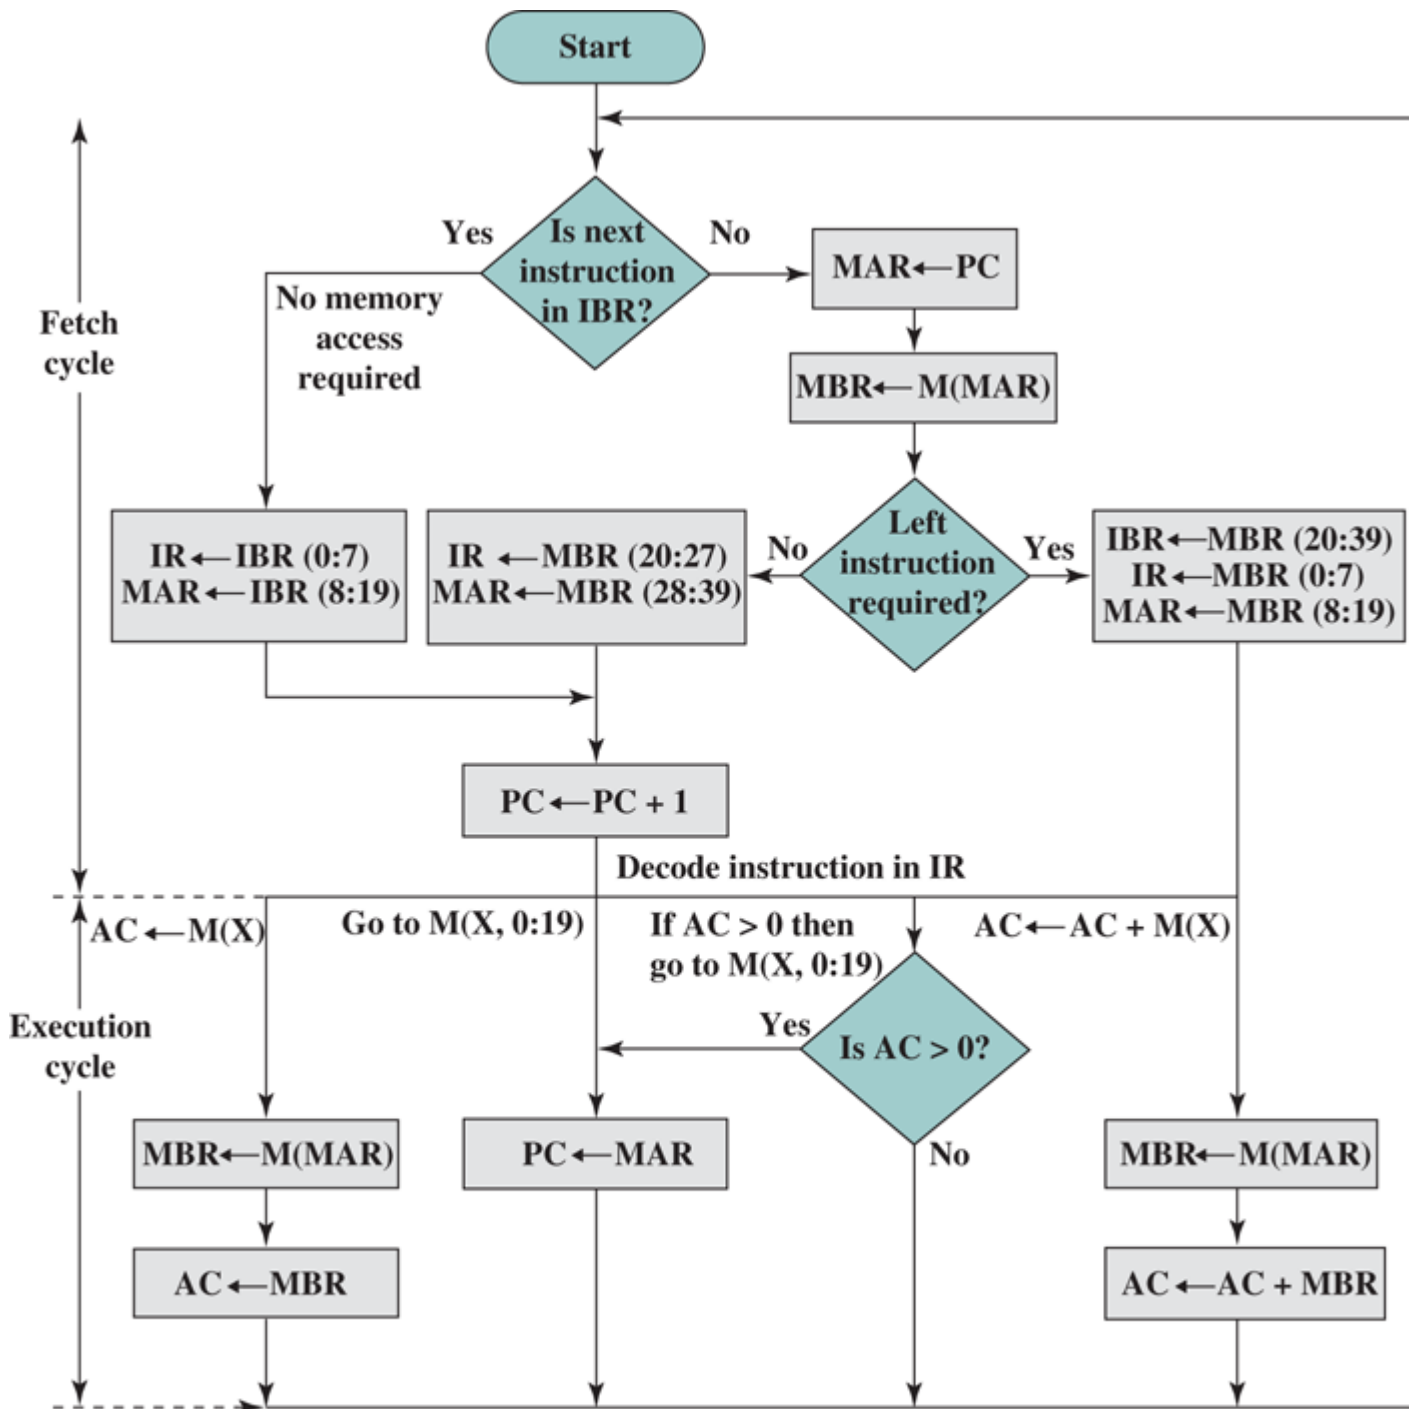 Start
Yes
Is next
instruction
in IBR?
No
MAR←PC
No memory
access
required
Fetch
cycle
MBR←M(MAR)
IR←IBR (0:7)
MAR←IBR (8:19)
IR ←MBR (20:27)
MAR←MBR (28:39)
No
Left
instruction
required?
Yes
IBR←MBR (20:39)
IR←MBR (0:7)
MAR←MBR (8:19)
PC←PC + 1
Decode instruction in IR
AC←M(X)
Go to M(X, 0:19)
If AC > 0 then
go to M(X, 0:19)
AC←AC + M(X)
Execution
cycle
Yes
Is AC > 0?
No
MBR←M(MAR)
PC←MAR
MBR←M(MAR)
AC←MBR
AC←AC + MBR